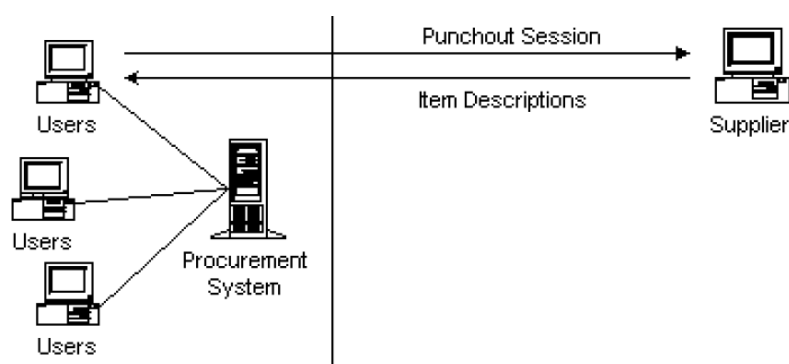 Punchout Session
Item Descriptions
Users
Supplier
Users
Procurement
System
Users